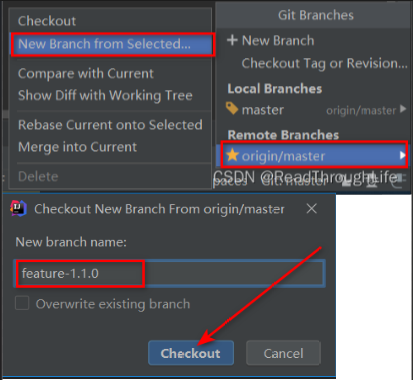 Git Branches
Checkout
New Branch from Selected...
Compare with Current
Show Diff with Working Tree
Rebase Current onto Selected
Merge into Current
Delete
+ New Branch
Checkout Tag or Revision...
Local Branches
master origin/master
Remote Branches
origin/master
CSDN @ReadThroughLife
Git: master
Checkout New Branch From origin/master
New branch name:
feature-1.1.0
Overwrite existing branch
Checkout
Cancel